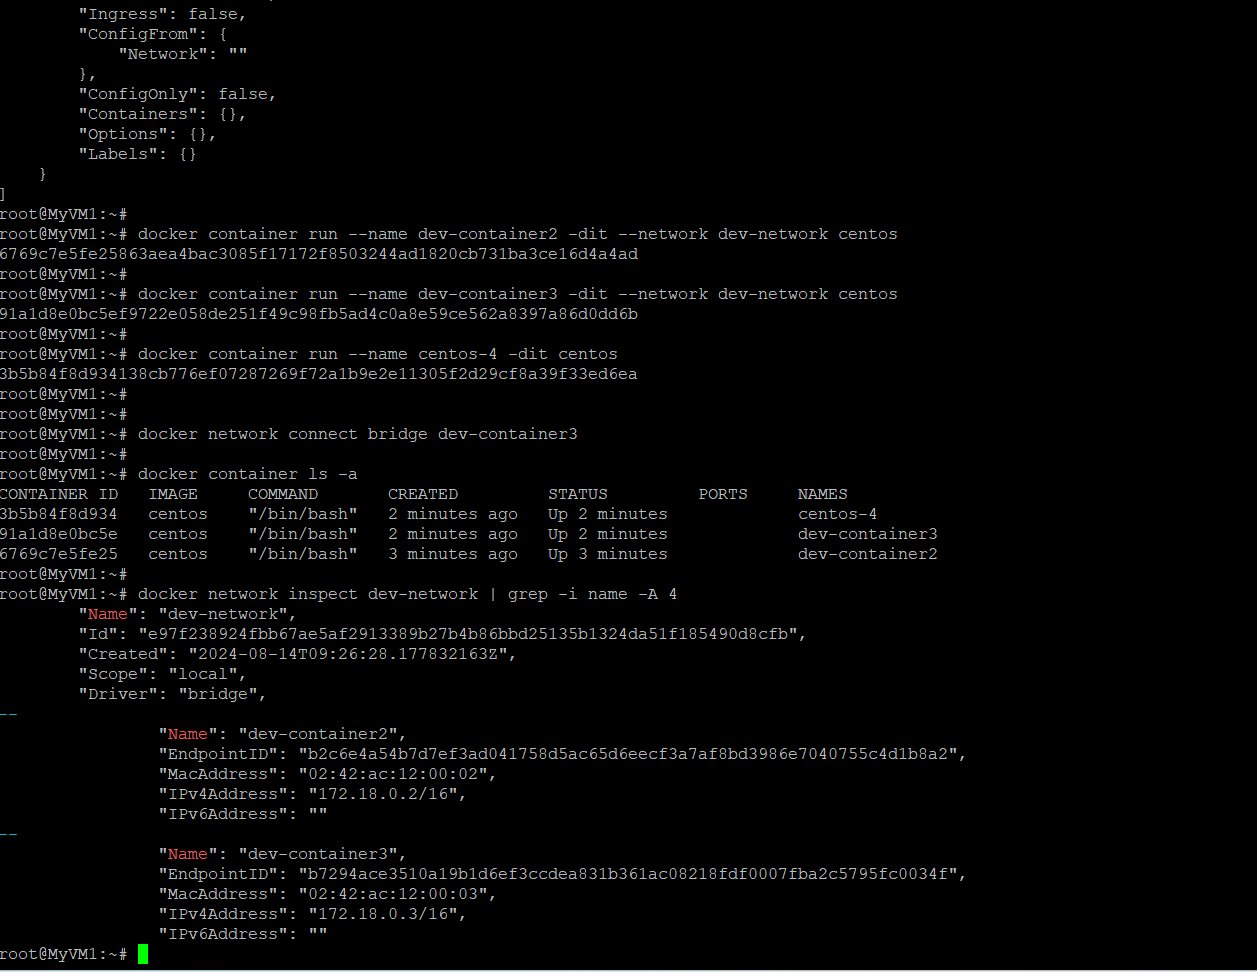 "Ingress": false,
"ConfigFrom": {
"Network": ""
},
"ConfigOnly": false,
"Containers": {},
"Options": {},
"Labels": {}
}
]
root@MyVM1:~#
root@MyVM1:~# docker container run --name dev-container2 -dit --network dev-network centos
6769c7e5fe25863aea4bac3085f17172f8503244ad1820cb731ba3ce16d4a4ad
root@MyVM1:~#
root@MyVM1:~# docker container run --name dev-container3 -dit --network dev-network centos
91a1d8e0bc5ef9722e058de251f49c98fb5ad4c0a8e59ce562a8397a86d0dd6b
root@MyVM1:~#
root@MyVM1:~# docker container run --name centos-4 -dit centos
3b5b84f8d934138cb776ef07287269f72a1b9e2e11305f2d29cf8a39f33ed6ea
root@MyVM1:~#
root@MyVM1:~#
root@MyVM1:~# docker network connect bridge dev-container3
root@MyVM1:~#
root@MyVM1:~# docker container ls -a
CONTAINER ID   IMAGE     COMMAND       CREATED         STATUS         PORTS     NAMES
3b5b84f8d934   centos    "/bin/bash"   2 minutes ago   Up 2 minutes             centos-4
91a1d8e0bc5e   centos    "/bin/bash"   2 minutes ago   Up 2 minutes             dev-container3
6769c7e5fe25   centos    "/bin/bash"   3 minutes ago   Up 3 minutes             dev-container2
root@MyVM1:~#
root@MyVM1:~# docker network inspect dev-network | grep -i name -A 4
"Name": "dev-network",
"Id": "e97f238924fbb67ae5af2913389b27b4b86bbd25135b1324da51f185490d8cfb",
"Created": "2024-08-14T09:26:28.177832163Z",
"Scope": "local",
"Driver": "bridge",
--
"Name": "dev-container2",
"EndpointID": "b2c6e4a54b7d7ef3ad041758d5ac65d6eecf3a7af8bd3986e7040755c4d1b8a2",
"MacAddress": "02:42:ac:12:00:02",
"IPv4Address": "172.18.0.2/16",
"IPv6Address": ""
--
"Name": "dev-container3",
"EndpointID": "b7294ace3510a19b1d6ef3ccdea831b361ac08218fdf0007fba2c5795fc0034f",
"MacAddress": "02:42:ac:12:00:03",
"IPv4Address": "172.18.0.3/16",
"IPv6Address": ""
root@MyVM1:~#